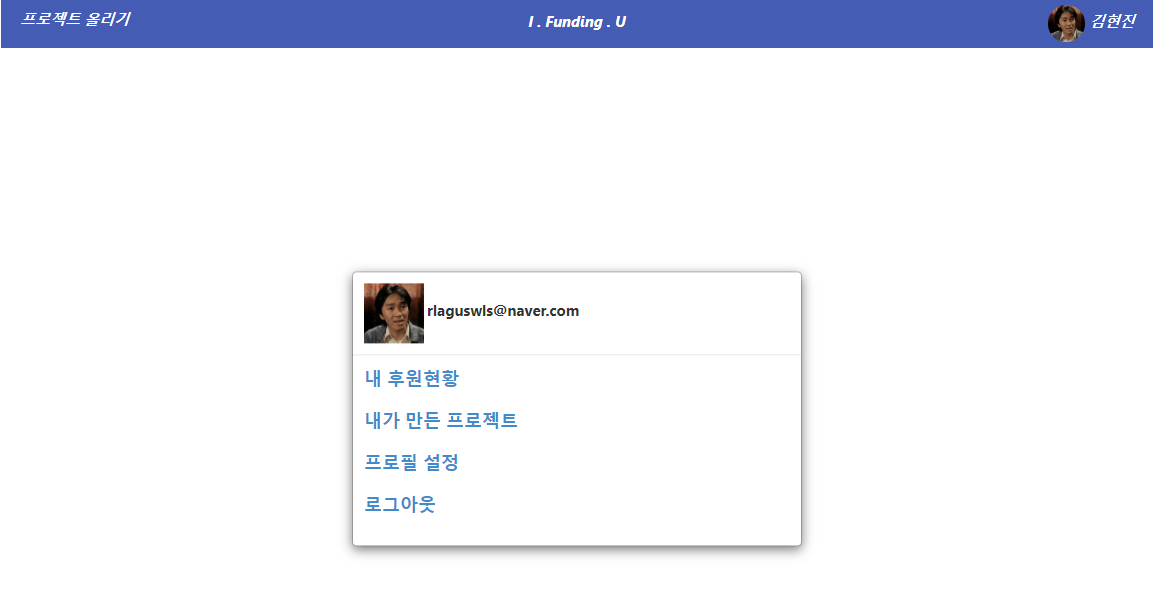 프로젝트 올리기
I . Funding . U
김현진
rlaguswls@naver.com
내 후원현황
내가 만든 프로젝트
프로필 설정
로그아웃